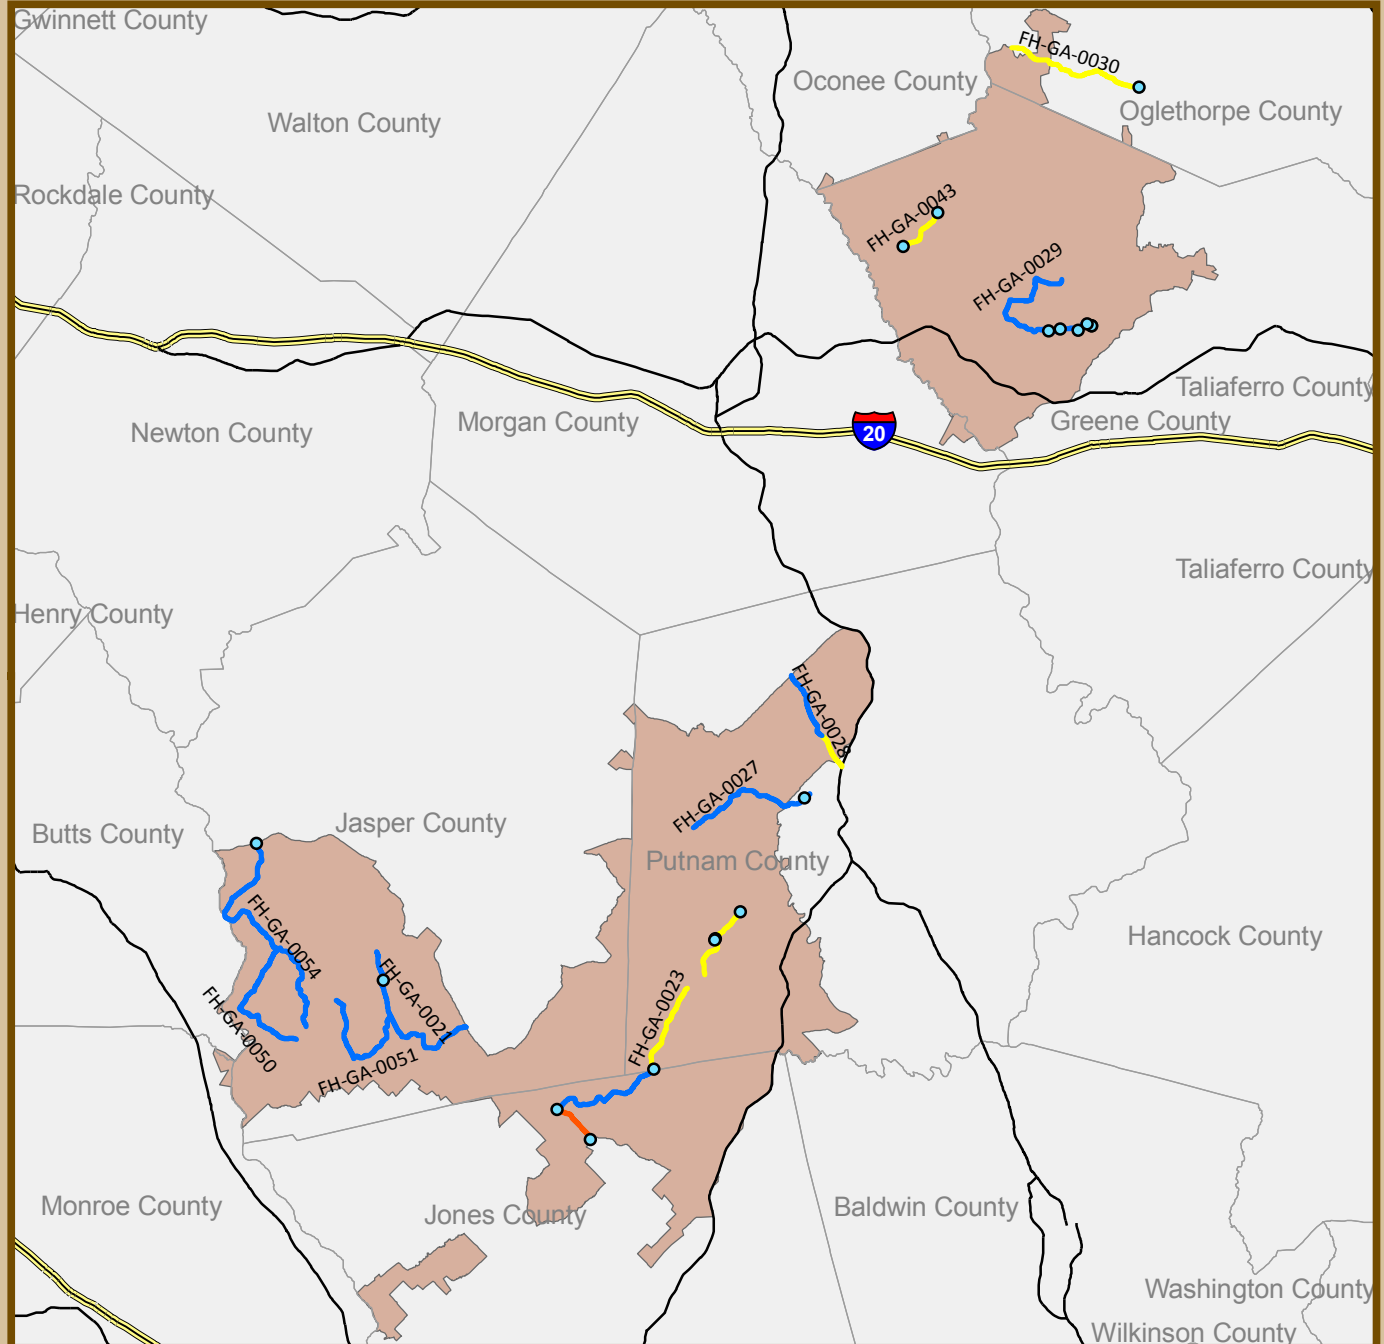 Gwinnett County
FH-GA-0030
Oconee County
Oglethorpe County
Walton County
Rockdale County
FH-GA-0043
FH-GA-0029
Taliaferro County
Newton County
Morgan County
20
Greene County
Taliaferro County
Henry County
FH-GA-0028
FH-GA-0027
Butts County
Jasper County
Putnam County
FH-GA-0054
Hancock County
FH-GA-0021
FH-GA-0023
FH-GA-0050
FH-GA-0051
Monroe County
Jones County
Baldwin County
Washington County
Wilkinson County